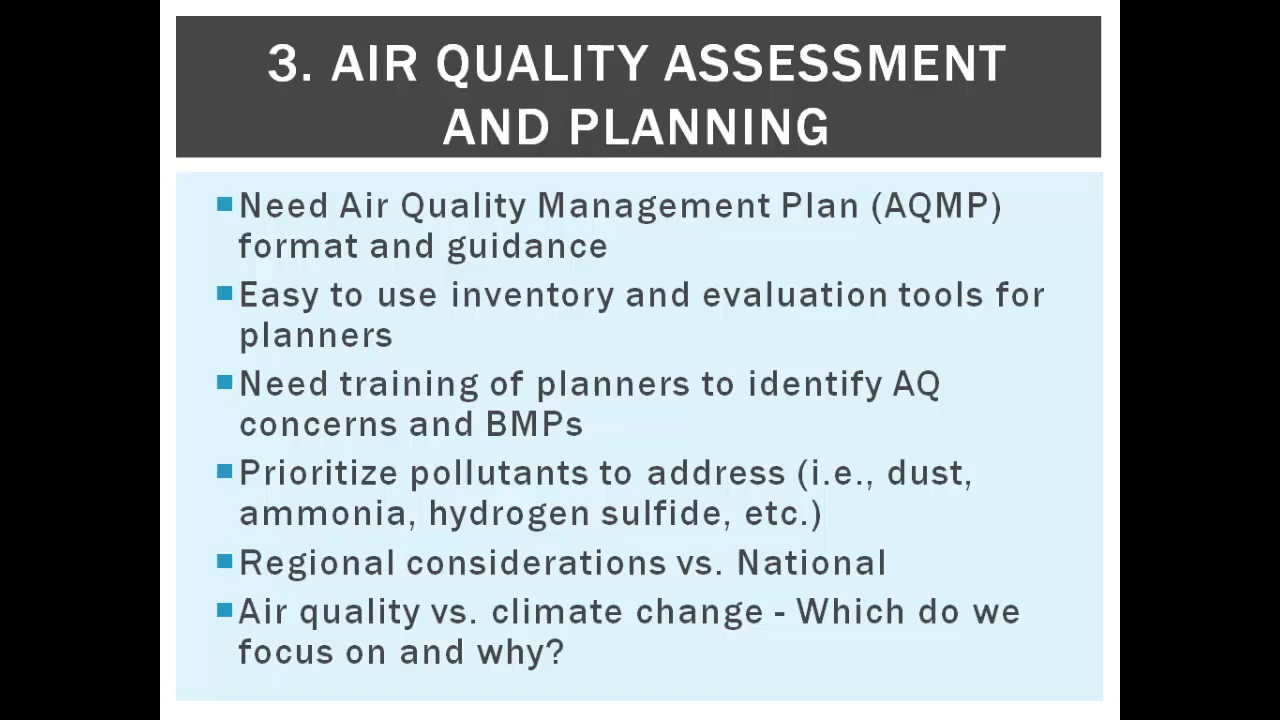 3. AIR QUALITY ASSESSMENT
AND PLANNING
Need Air Quality Management Plan (AQMP)
format and guidance
Easy to use inventory and evaluation tools for
planners
Need training of planners to identify AQ
concerns and BMPs
Prioritize pollutants to address (i.e., dust,
ammonia, hydrogen sulfide, etc.)
Regional considerations vs. National
Air quality vs. climate change - Which do we
focus on and why?